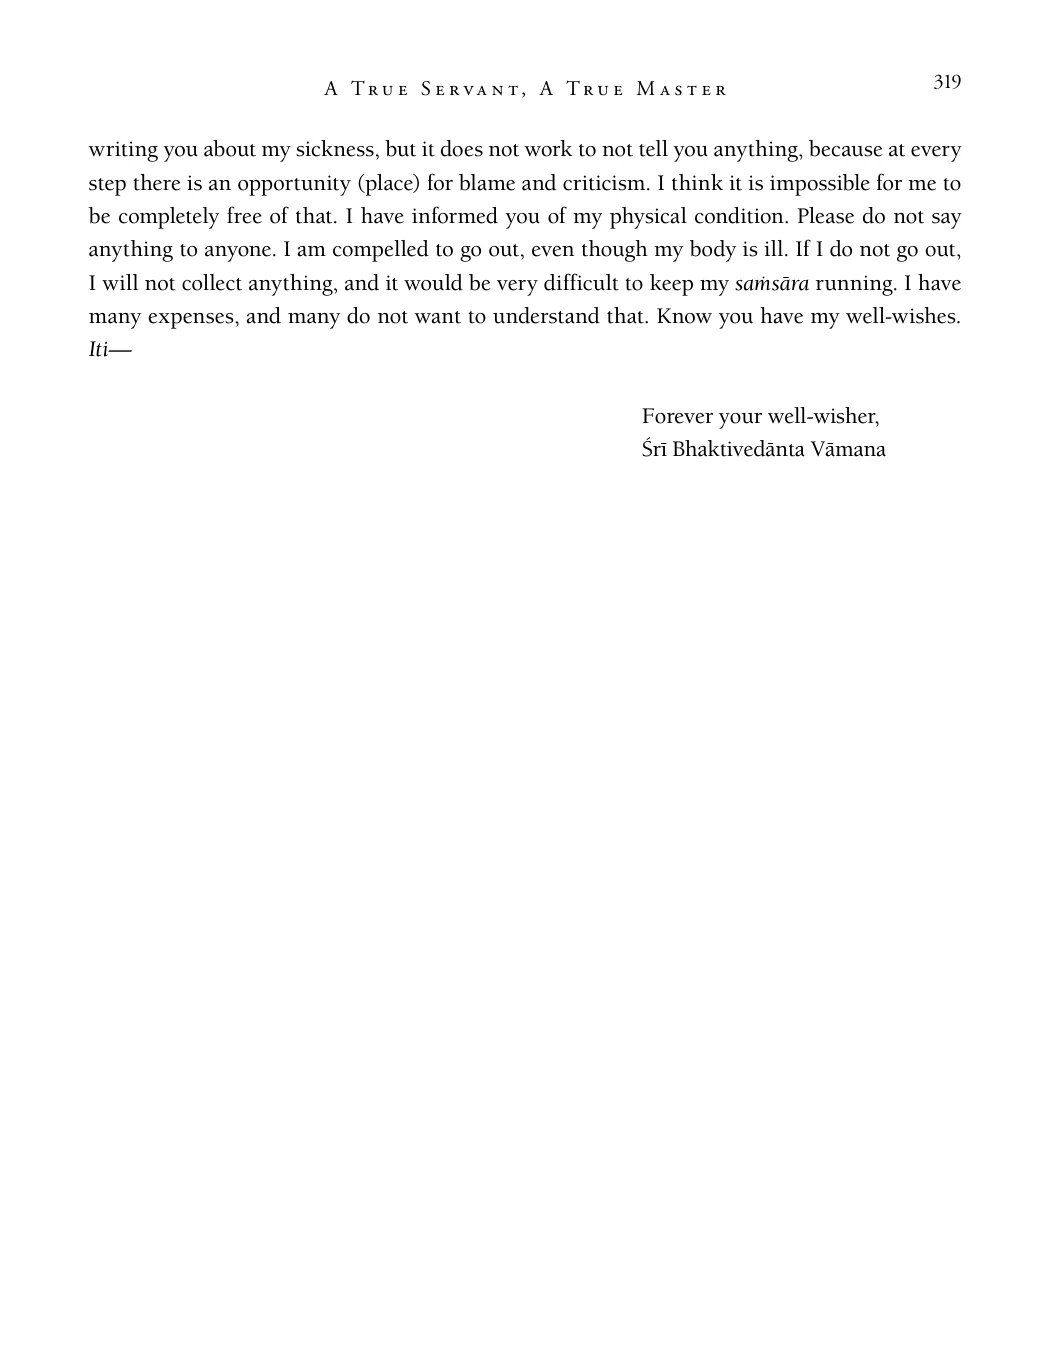 A True Servant, A True Master
319
writing you about my sickness, but it does not work to not tell you anything, because at every
step there is an opportunity (place) for blame and criticism. I think it is impossible for me to
be completely free of that. I have informed you of my physical condition. Please do not say
anything to anyone. I am compelled to go out, even though my body is ill. If I do not go out,
I will not collect anything, and it would be very difficult to keep my saṁsāra running. I have
many expenses, and many do not want to understand that. Know you have my well-wishes.
Iti—
Forever your well-wisher,
Śrī Bhaktivedānta Vāmana